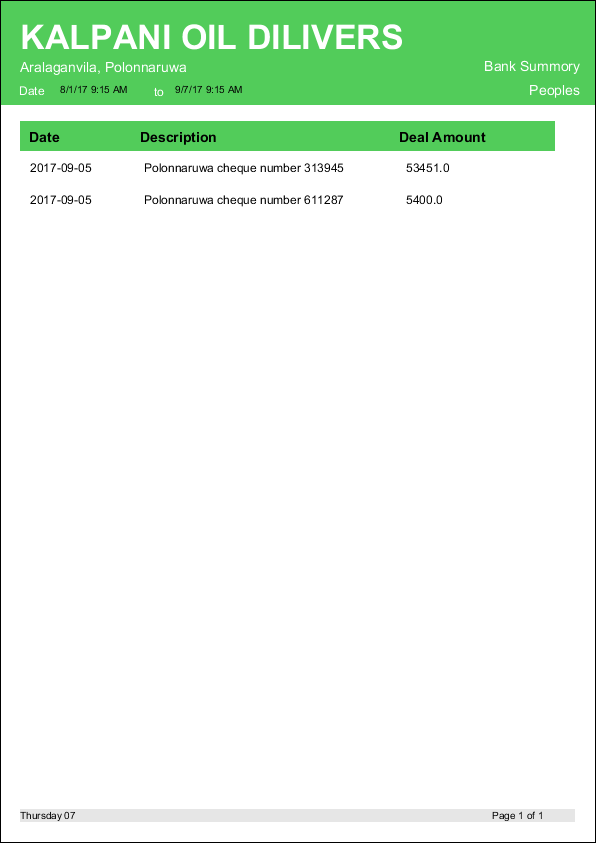 KALPANI OIL DILIVERS
Aralaganvila, Polonnaruwa
Bank Summory
Date 8/1/17 9:15 AM to 9/7/17 9:15 AM
Peoples
Date Description Deal Amount
2017-09-05 Polonnaruwa cheque number 313945 53451.0
2017-09-05 Polonnaruwa cheque number 611287 5400.0
Thursday 07 Page 1 of 1